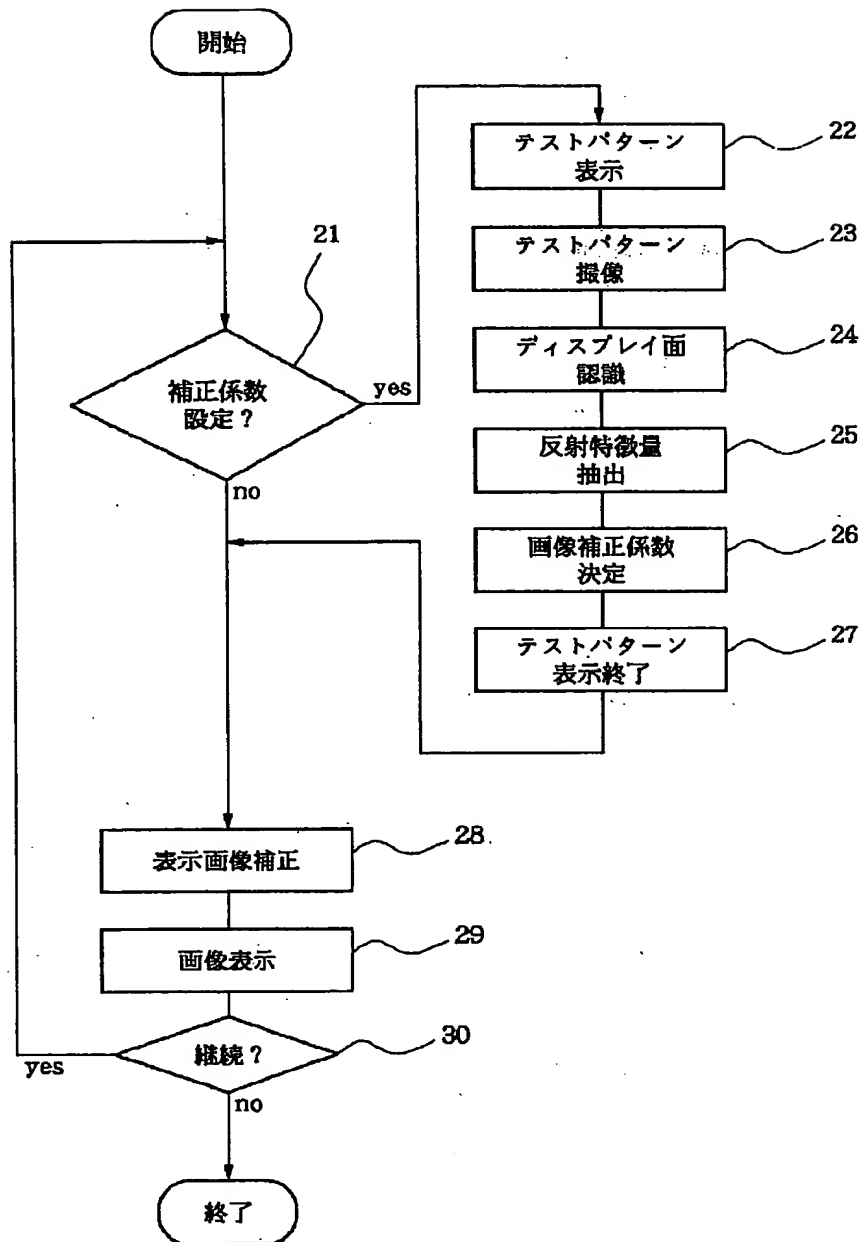 開始
21
補正係数
設定？
yes
no
テストパターン
表示
22
テストパターン
撮像
23
ディスプレイ面
認識
24
反射特徴量
抽出
25
画像補正係数
決定
26
テストパターン
表示終了
27
表示画像補正
28
画像表示
29
継続？
30
yes
no
終了